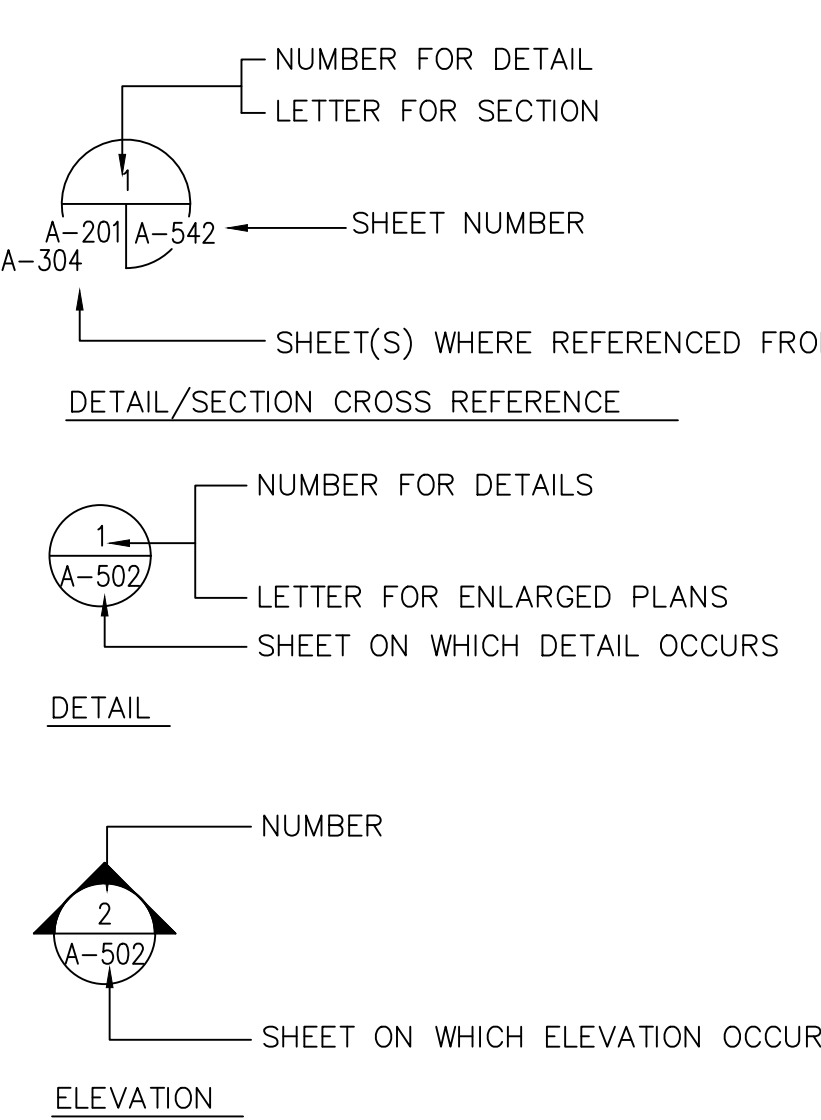 NUMBER FOR DETAIL
LETTER FOR SECTION
1
A-201 A-542
SHEET NUMBER
A-304
SHEET(S) WHERE REFERENCED FRO
DETAIL/SECTION CROSS REFERENCE
NUMBER FOR DETAILS
1
A-502
LETTER FOR ENLARGED PLANS
SHEET ON WHICH DETAIL OCCURS
DETAIL
NUMBER
2
A-502
SHEET ON WHICH ELEVATION OCCUR
ELEVATION